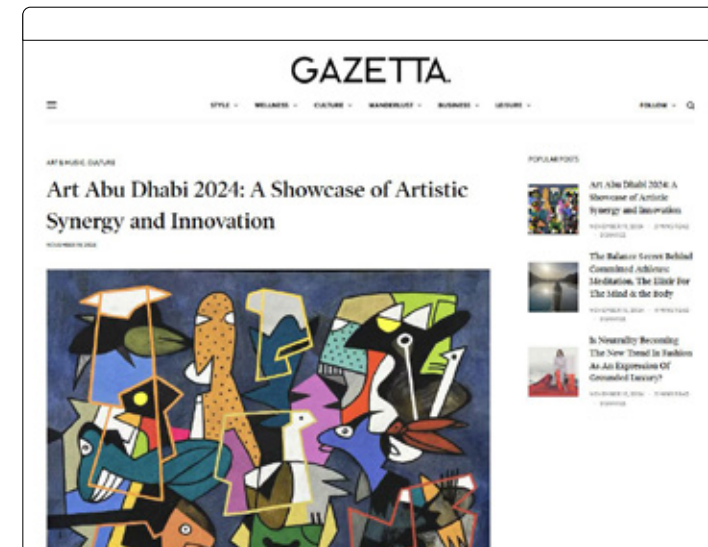 GAZETTA.
STYLE WELLNESS CULTURE WANDERLUST BUSINESS LEISURE FOLLOW
ART & MUSIC, CULTURE
Art Abu Dhabi 2024: A Showcase of Artistic
Synergy and Innovation
POPULAR POSTS
Art Abu Dhabi 2024: A
Showcase of Artistic
Synergy and Innovation
The Balance Secret Behind
Committed Athletes:
Meditation, The Elixir For
The Mind & the Body
Is Neutrality Becoming
The New Trend In Fashion
As An Expression Of
Grounded Luxury?